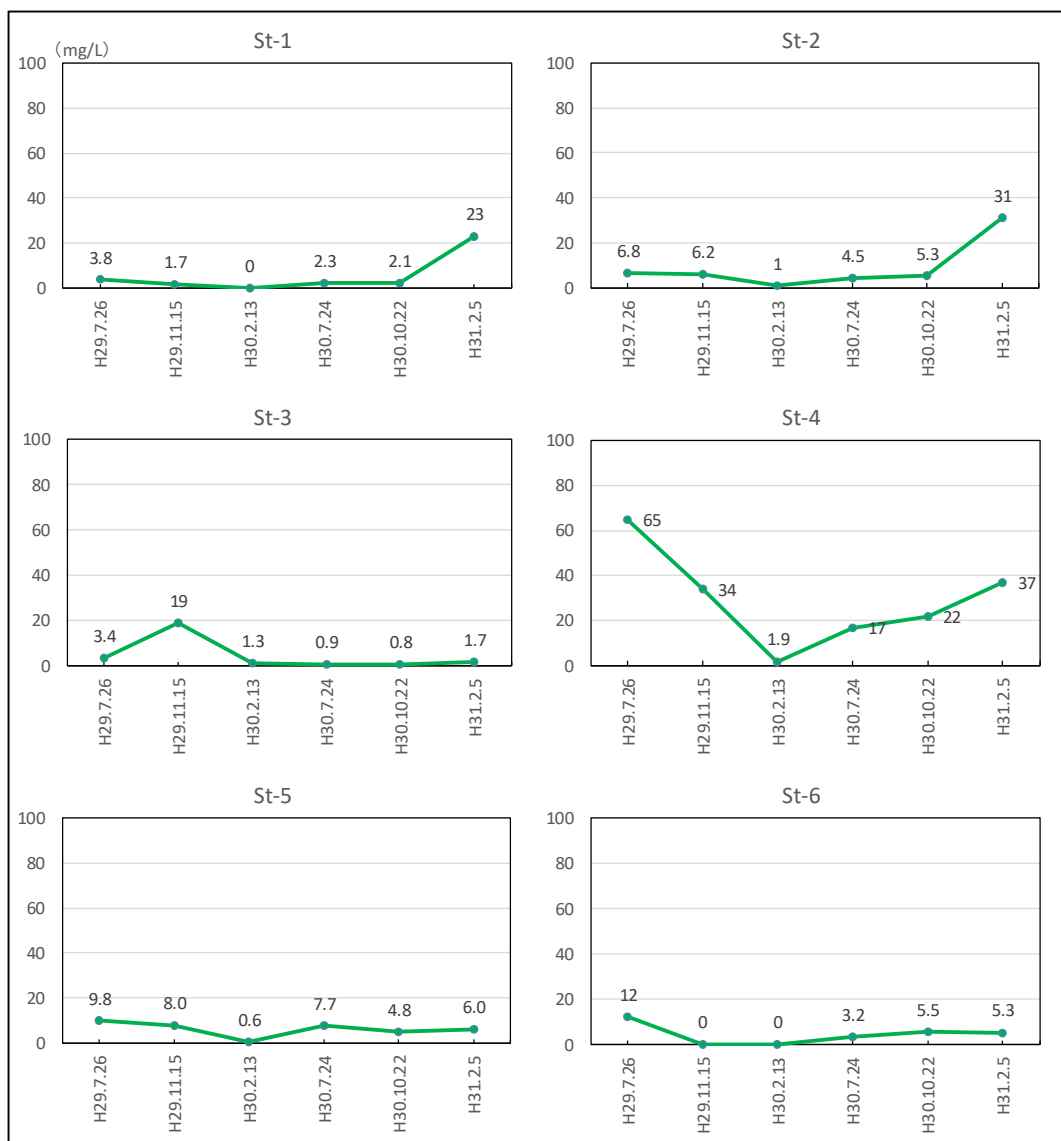 St-1
（mg/L）
100
80
60
40
20
0
3.8
1.7
0
2.3
2.1
23
H29.7.26
H29.11.15
H30.2.13
H30.7.24
H30.10.22
H31.2.5
St-2
100
80
60
40
20
0
6.8
6.2
1
4.5
5.3
31
H29.7.26
H29.11.15
H30.2.13
H30.7.24
H30.10.22
H31.2.5
St-3
100
80
60
40
20
0
3.4
19
1.3
0.9
0.8
1.7
H29.7.26
H29.11.15
H30.2.13
H30.7.24
H30.10.22
H31.2.5
St-4
100
80
60
40
20
0
65
34
1.9
17
22
37
H29.7.26
H29.11.15
H30.2.13
H30.7.24
H30.10.22
H31.2.5
St-5
100
80
60
40
20
0
9.8
8.0
0.6
7.7
4.8
6.0
H29.7.26
H29.11.15
H30.2.13
H30.7.24
H30.10.22
H31.2.5
St-6
100
80
60
40
20
0
12
0
0
3.2
5.5
5.3
H29.7.26
H29.11.15
H30.2.13
H30.7.24
H30.10.22
H31.2.5